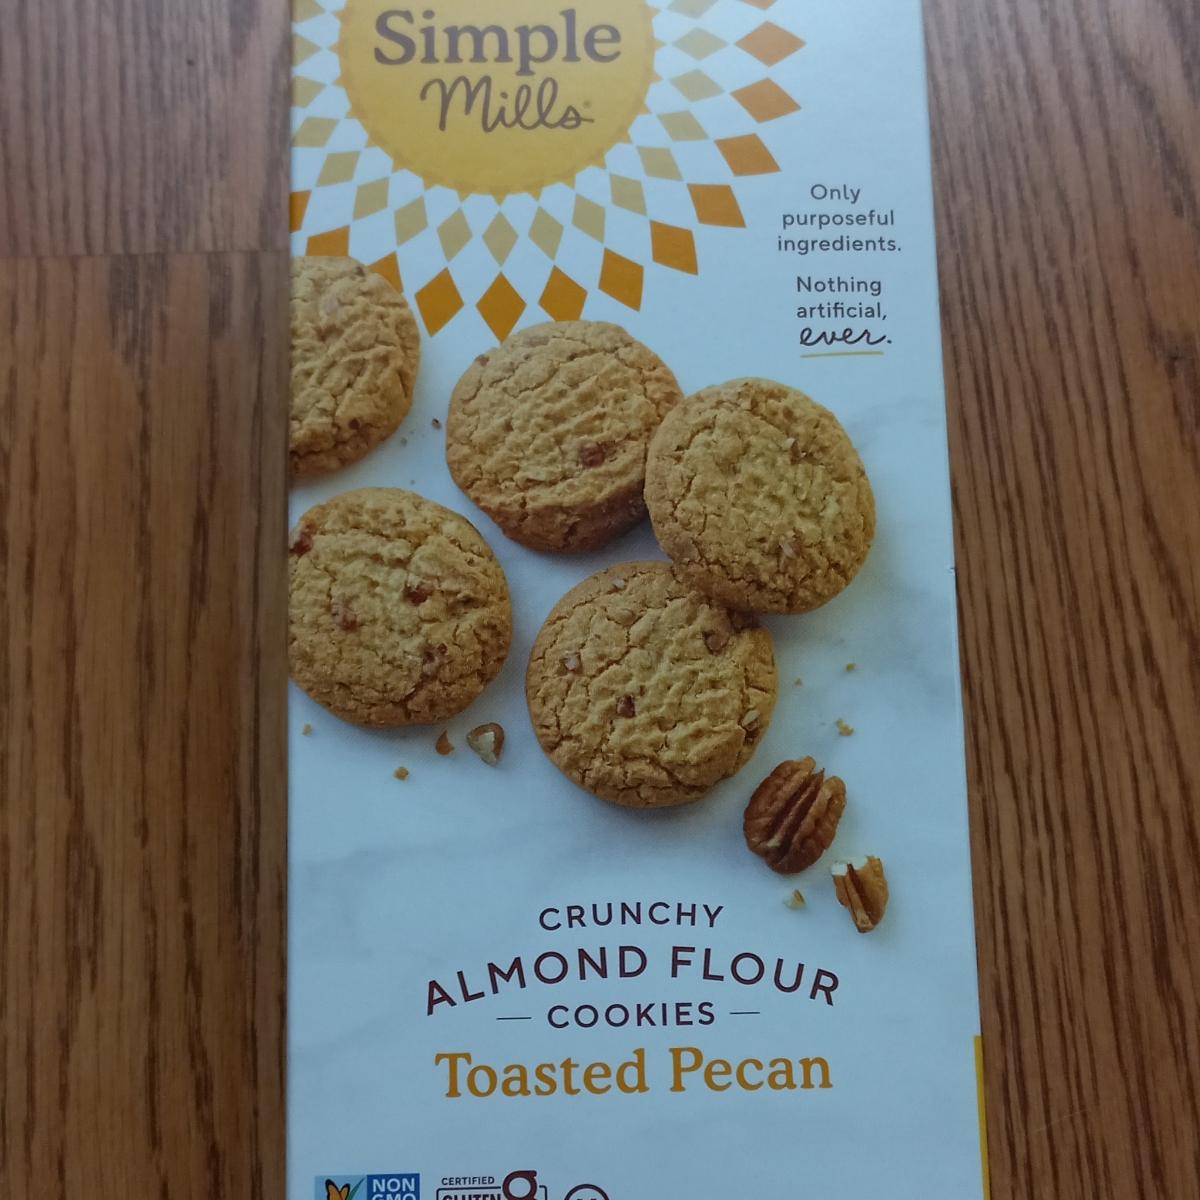 Simple
Mills
Only
purposeful
ingredients.
Nothing
artificial,
ever.
CRUNCHY
ALMOND FLOUR
COOKIES
Toasted Pecan
NON
GMO
CERTIFIED
GLUTEN